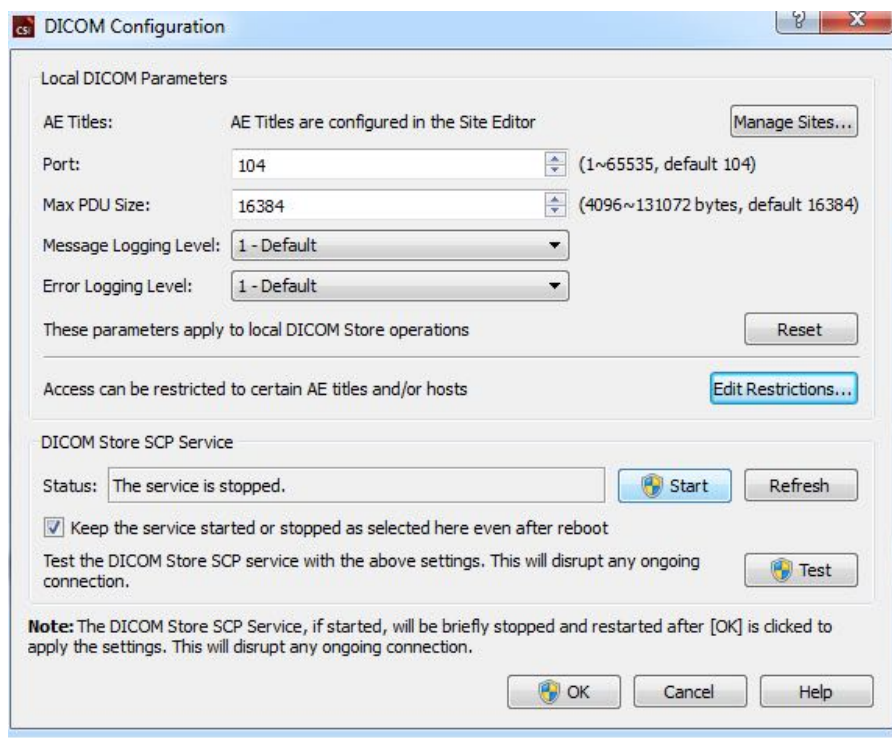 CSI DICOM Configuration
Local DICOM Parameters
AE Titles: AE Titles are configured in the Site Editor Manage Sites...
Port: 104 (1~65535, default 104)
Max PDU Size: 16384 (4096~131072 bytes, default 16384)
Message Logging Level: 1 - Default
Error Logging Level: 1 - Default
These parameters apply to local DICOM Store operations Reset
Access can be restricted to certain AE titles and/or hosts Edit Restrictions...
DICOM Store SCP Service
Status: The service is stopped. Start Refresh
Keep the service started or stopped as selected here even after reboot
Test the DICOM Store SCP service with the above settings. This will disrupt any ongoing
connection. Test
Note: The DICOM Store SCP Service, if started, will be briefly stopped and restarted after [OK] is clicked to
apply the settings. This will disrupt any ongoing connection.
OK Cancel Help